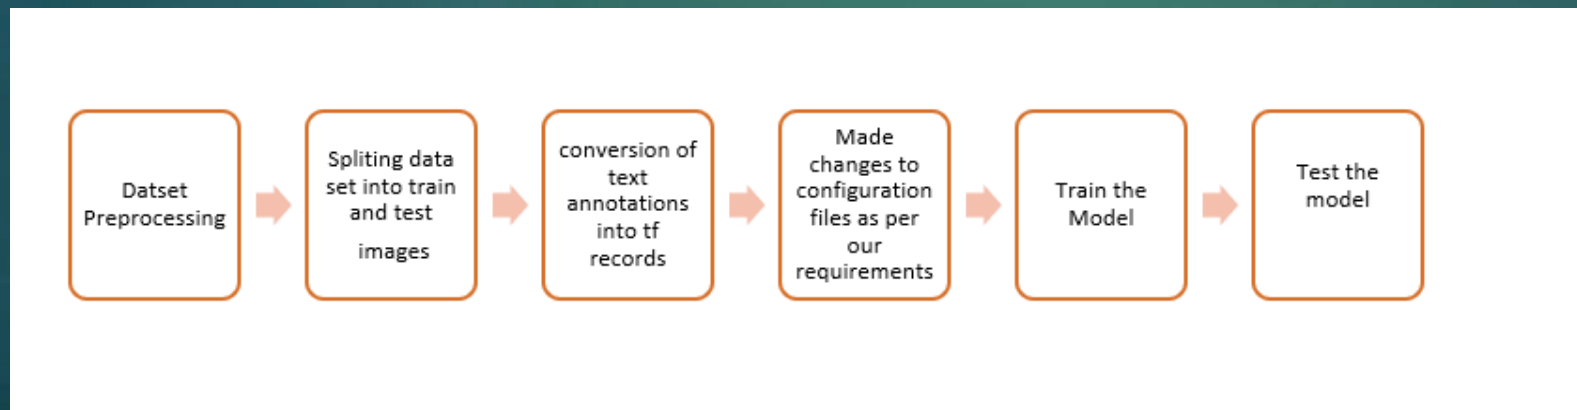 Datset
Preprocessing
Spliting data
set into train
and test
images
conversion of
text
annotations
into tf
records
Made
changes to
configuration
files as per
our
requirements
Train the
Model
Test the
model